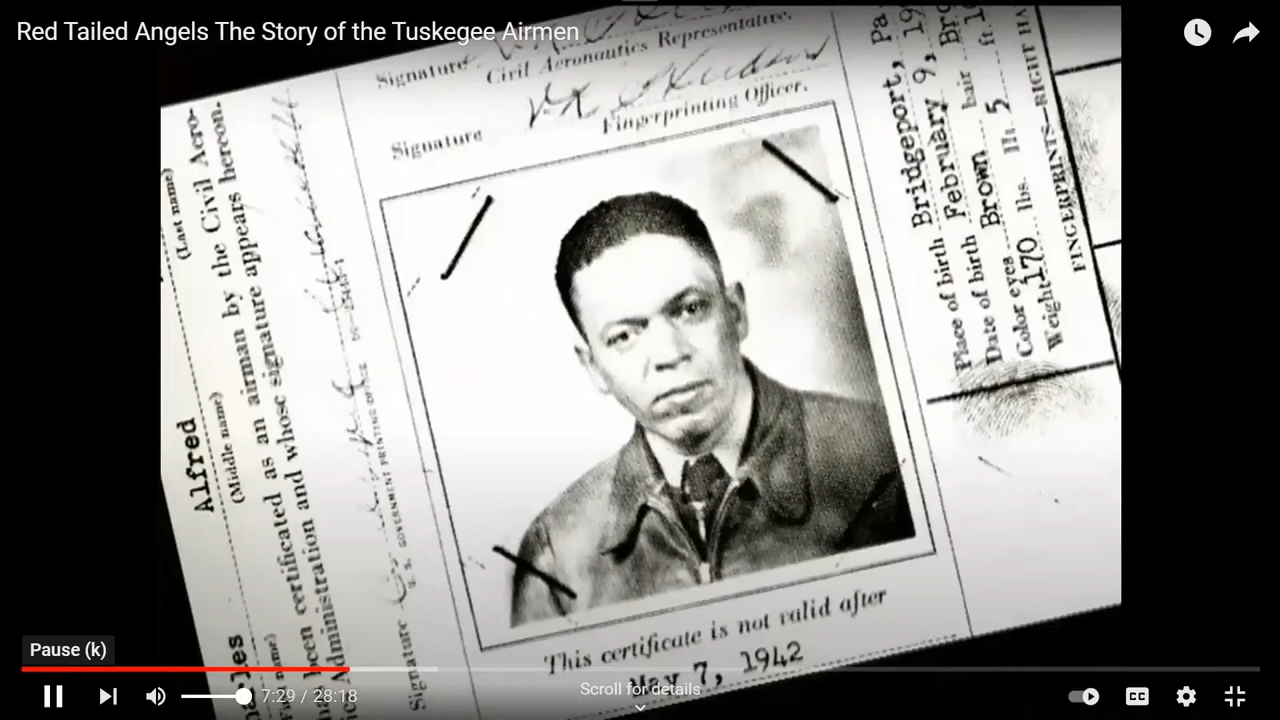 Red Tailed Angels The Story of the Tuskegee Airmen
Signature
Civil Aeronautics Representative.
Signature
Fingerprinting Officer.
(Last name)
Alfred
(Middle name)
been certificated as an airman by the Civil Aero-
Administration and whose signature appears hereon.
Signature
U. S. GOVERNMENT PRINTING OFFICE
This certificate is not valid after
May 7, 1942
Place of birth Bridgeport, Pa
Date of birth February 9, 19
Color eyes Brown hair Bro
Weight 170 lbs. Ht. 5 ft. 10
FINGERPRINTS—RIGHT HA
Pause (k)
7:29 / 28:18
Scroll for details
CC